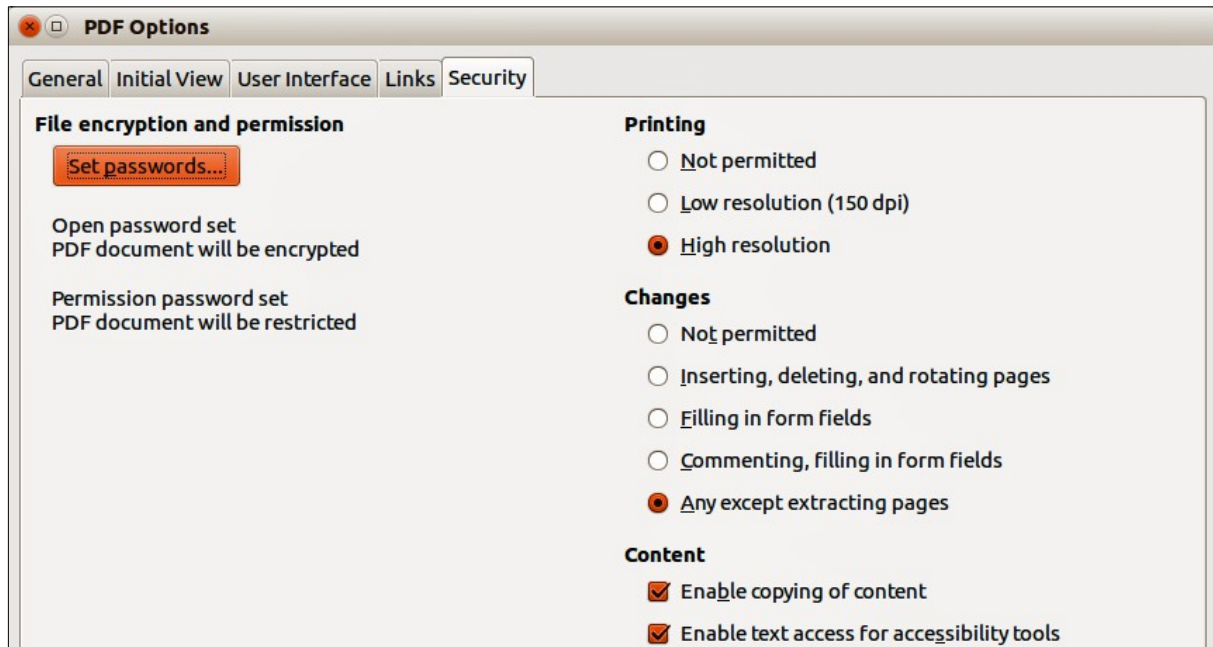 PDF Options
General Initial View User Interface Links Security
File encryption and permission
Set passwords...
Open password set
PDF document will be encrypted
Permission password set
PDF document will be restricted
Printing
Not permitted
Low resolution (150 dpi)
High resolution
Changes
Not permitted
Inserting, deleting, and rotating pages
Filling in form fields
Commenting, filling in form fields
Any except extracting pages
Content
Enable copying of content
Enable text access for accessibility tools